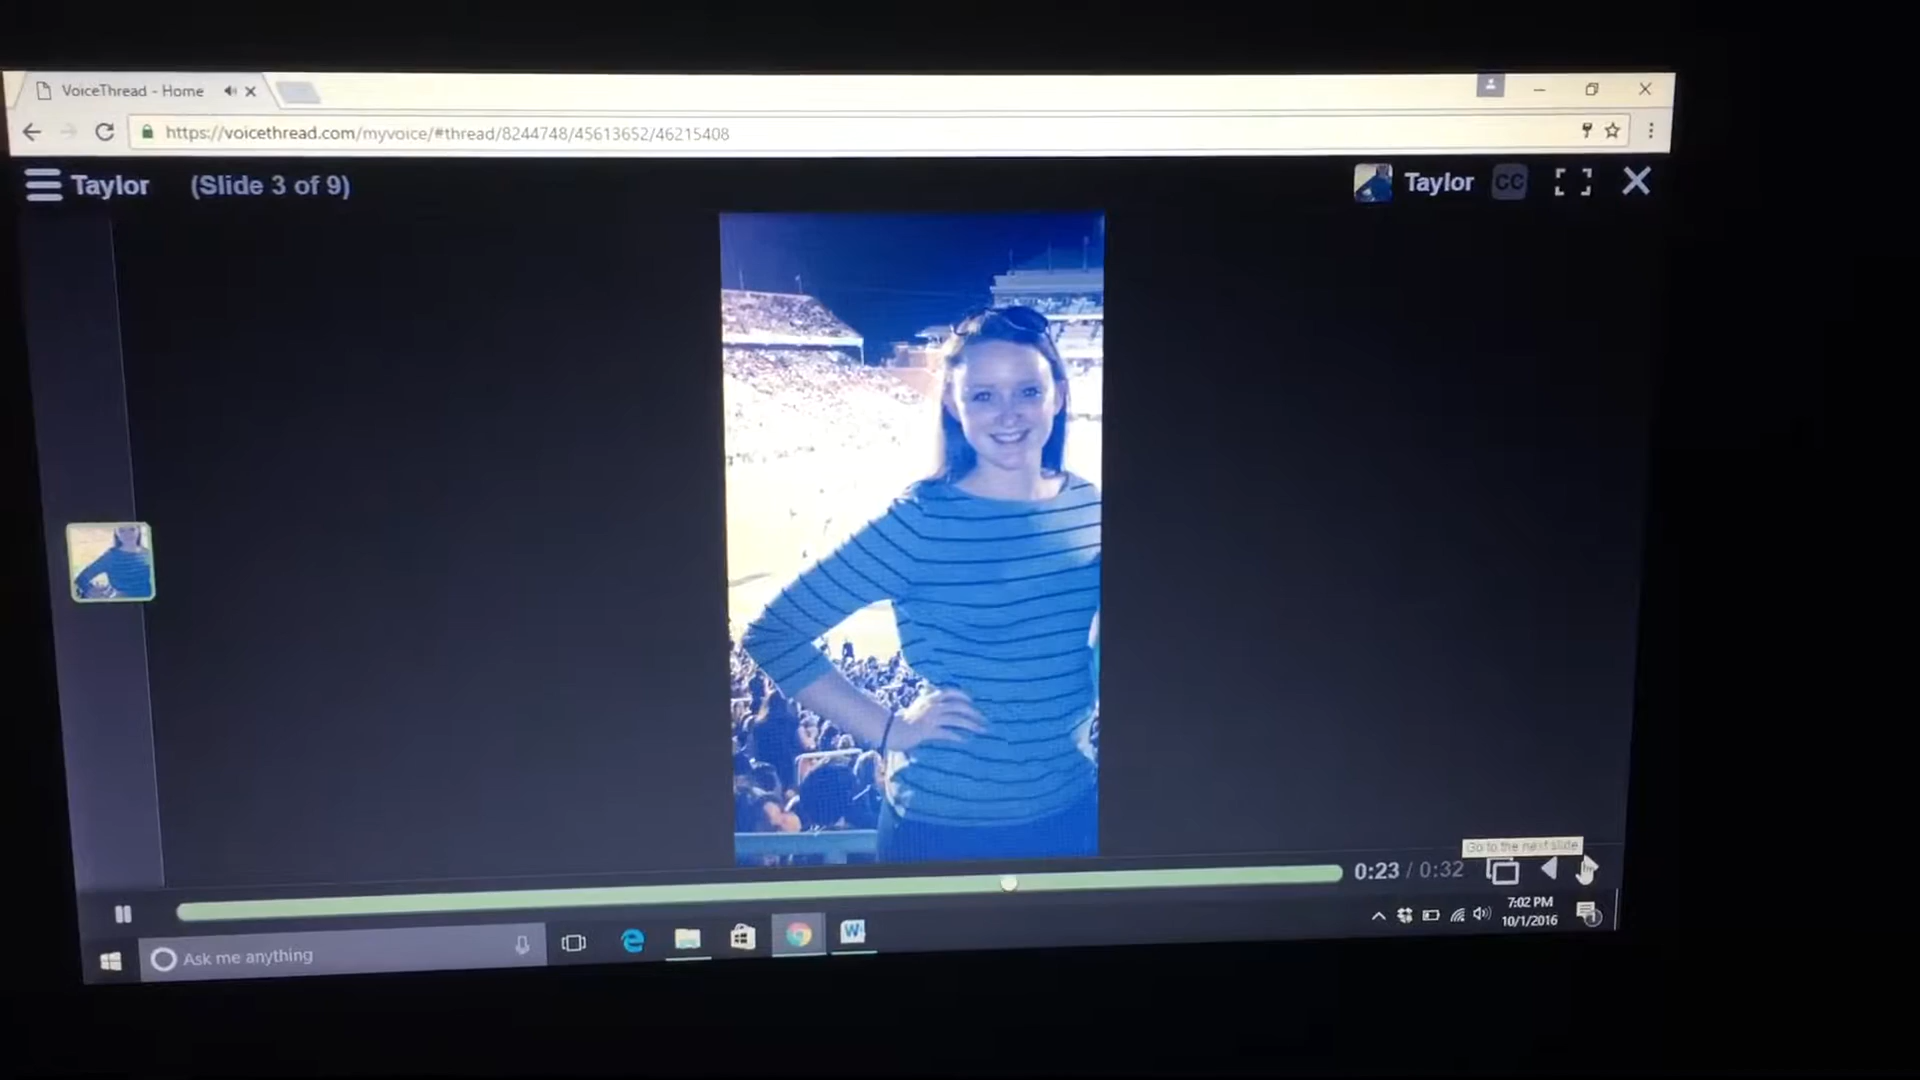 VoiceThread - Home
https://voicethread.com/myvoice/#thread/8244748/45613652/46215408
Taylor (Slide 3 of 9)
Taylor CC
Go to the next slide
0:23 / 0:32
7:02 PM
10/1/2016
Ask me anything
W